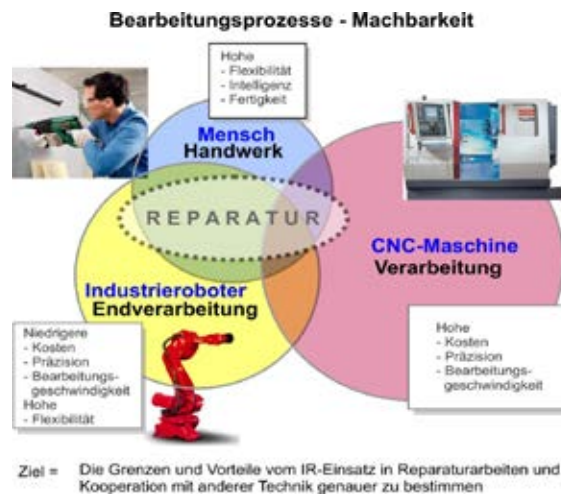 Bearbeitungsprozesse - Machbarkeit
Hohe
- Flexibilität
- Intelligenz
- Fertigkeit
Mensch
Handwerk
REPARATUR
CNC-Maschine
Verarbeitung
Industrieroboter
Endverarbeitung
Niedrigere
- Kosten
- Präzision
- Bearbeitungs-
geschwindigkeit
Hohe
- Flexibilität
Hohe
- Kosten
- Präzision
- Bearbeitungs-
geschwindigkeit
Ziel = Die Grenzen und Vorteile vom IR-Einsatz in Reparaturarbeiten und
Kooperation mit anderer Technik genauer zu bestimmen